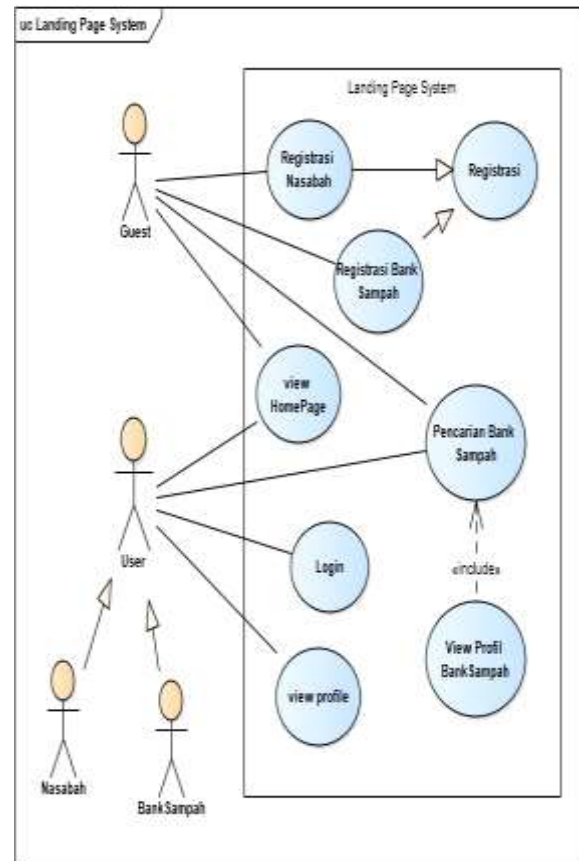 uc Landing Page System
Landing Page System
Registrasi
Nasabah
Registrasi
Guest
Registrasi Bank
Sampah
view
HomePage
Pencarian Bank
Sampah
User
Login
«include»
View Profil
BankSampah
view profile
Nasabah
BankSampah